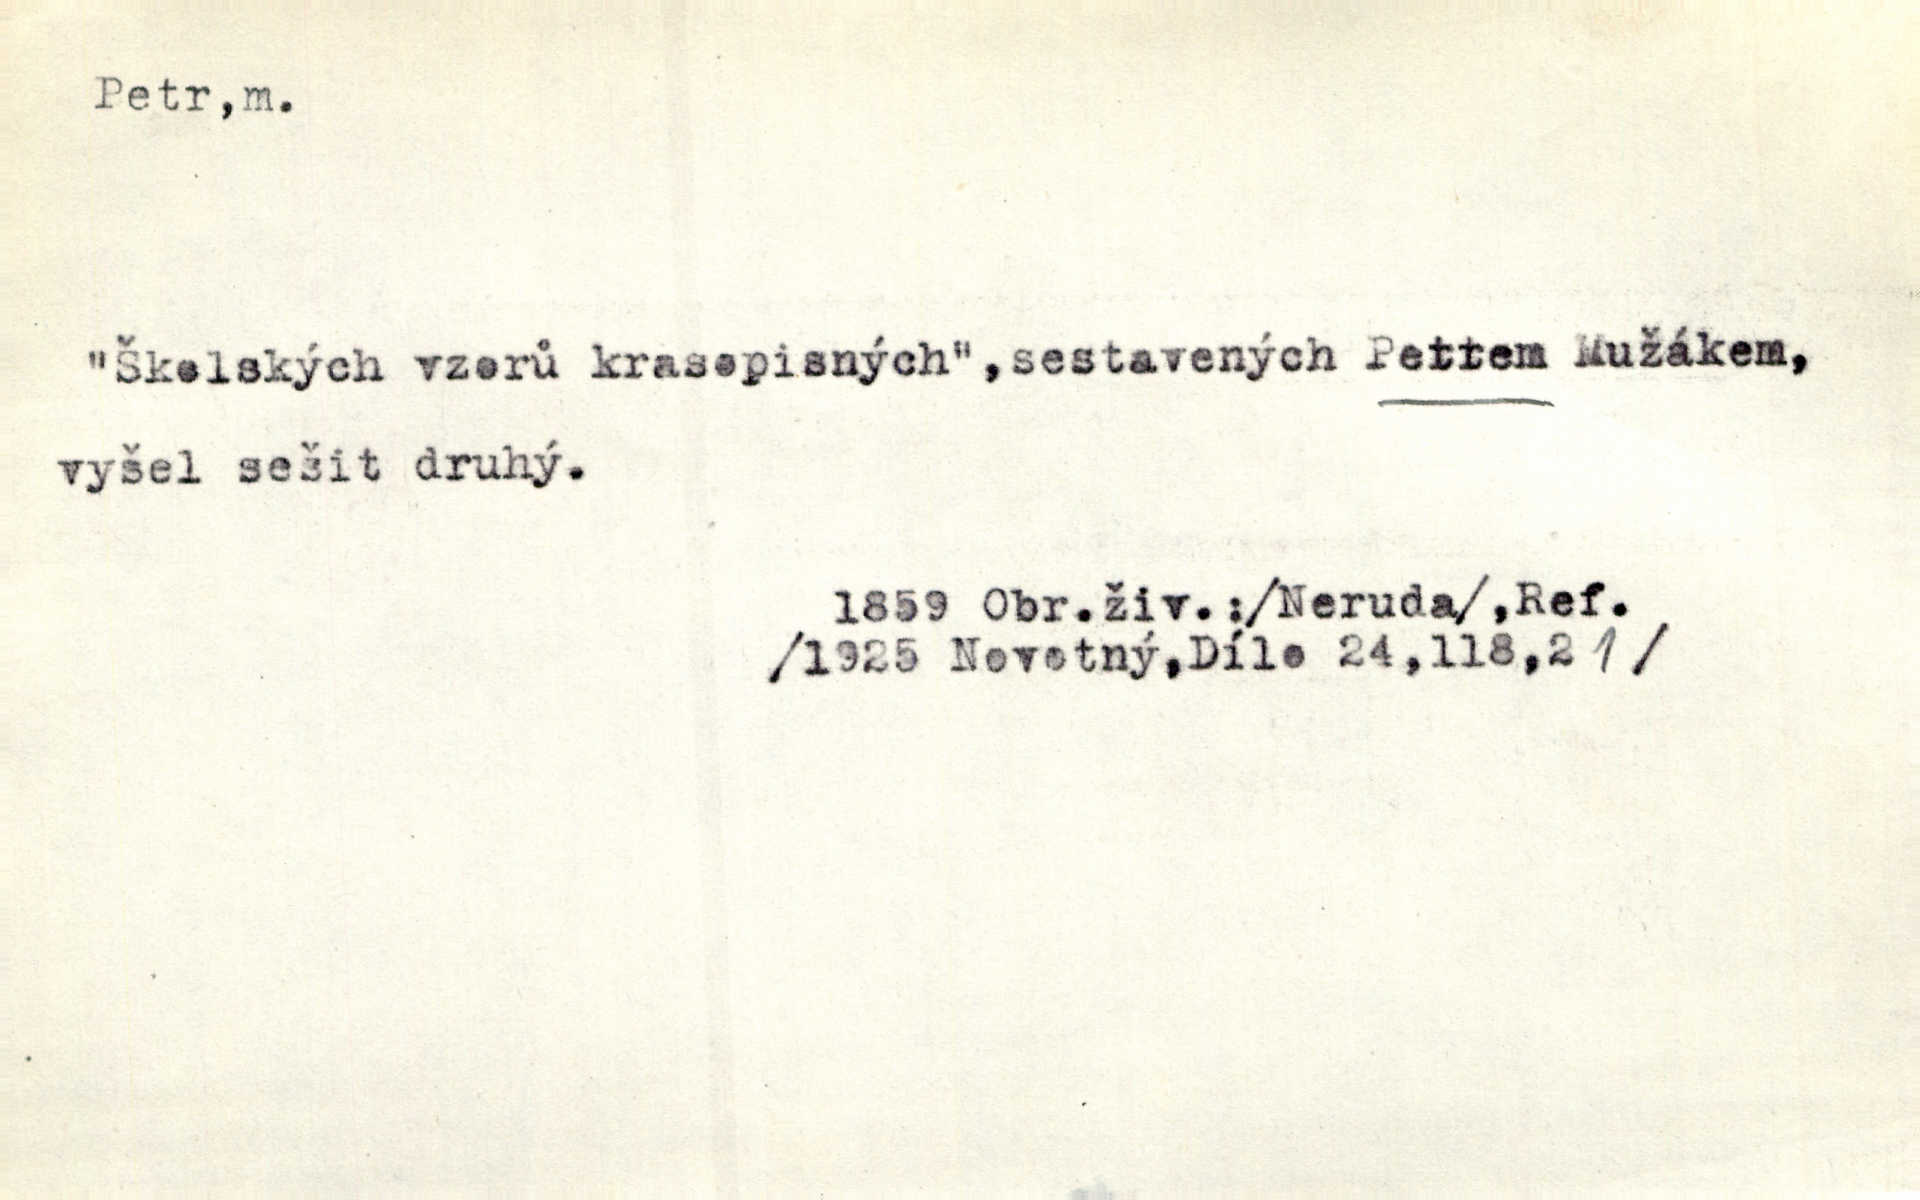 Petr,m.
"Školských vzorů krasopisných",sestavených Petrem Mužákem,
vyšel sešit druhý.
1859 Obr.živ.:/Neruda/,Ref.
/1925 Novotný,Dílo 24,118,21/